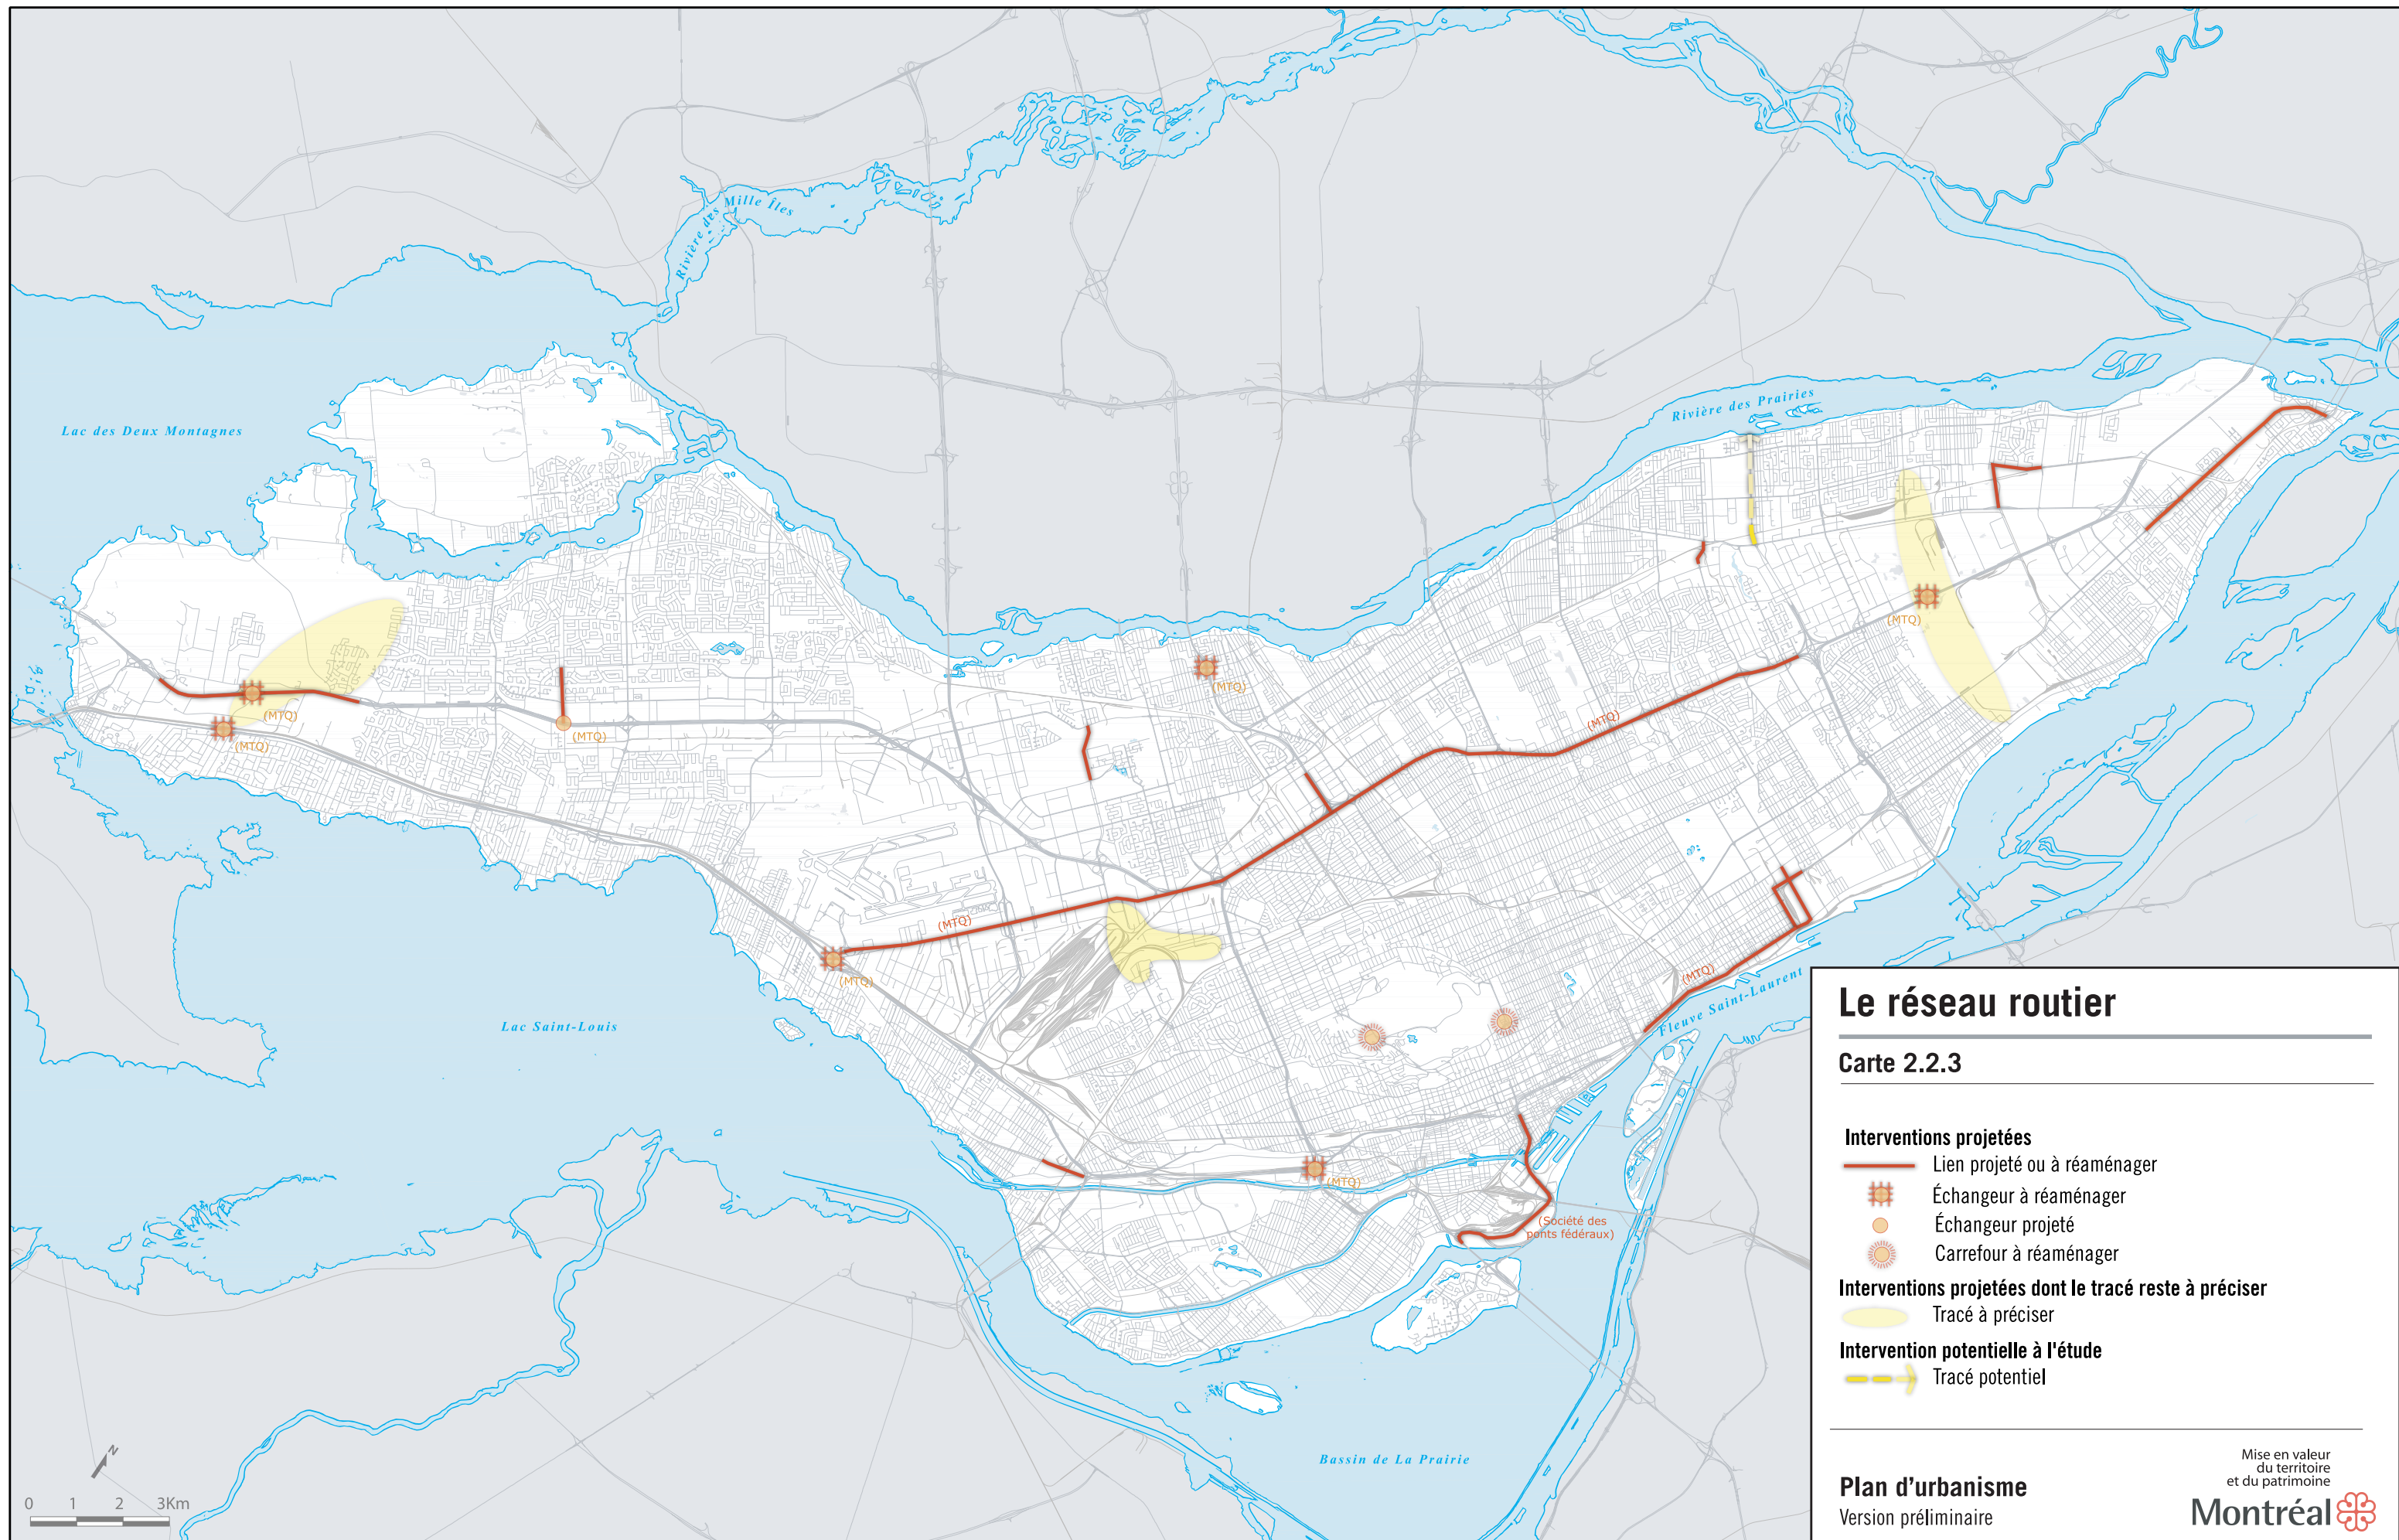 Rivière des Mille Îles
Rivière des Prairies
Lac des Deux Montagnes
(MTQ)
(MTQ)
(MTQ)
(MTQ)
(MTQ)
(MTQ)
(MTQ)
(MTQ)
(MTQ)
(MTQ)
Lac Saint-Louis
Fleuve Saint-Laurent
(Société des
ponts fédéraux)
Bassin de La Prairie
N
0 1 2 3Km
Le réseau routier
Carte 2.2.3
Interventions projetées
Lien projeté ou à réaménager
Échangeur à réaménager
Échangeur projeté
Carrefour à réaménager
Interventions projetées dont le tracé reste à préciser
Tracé à préciser
Intervention potentielle à l'étude
Tracé potentiel
Plan d'urbanisme
Version préliminaire
Mise en valeur
du territoire
et du patrimoine
Montréal